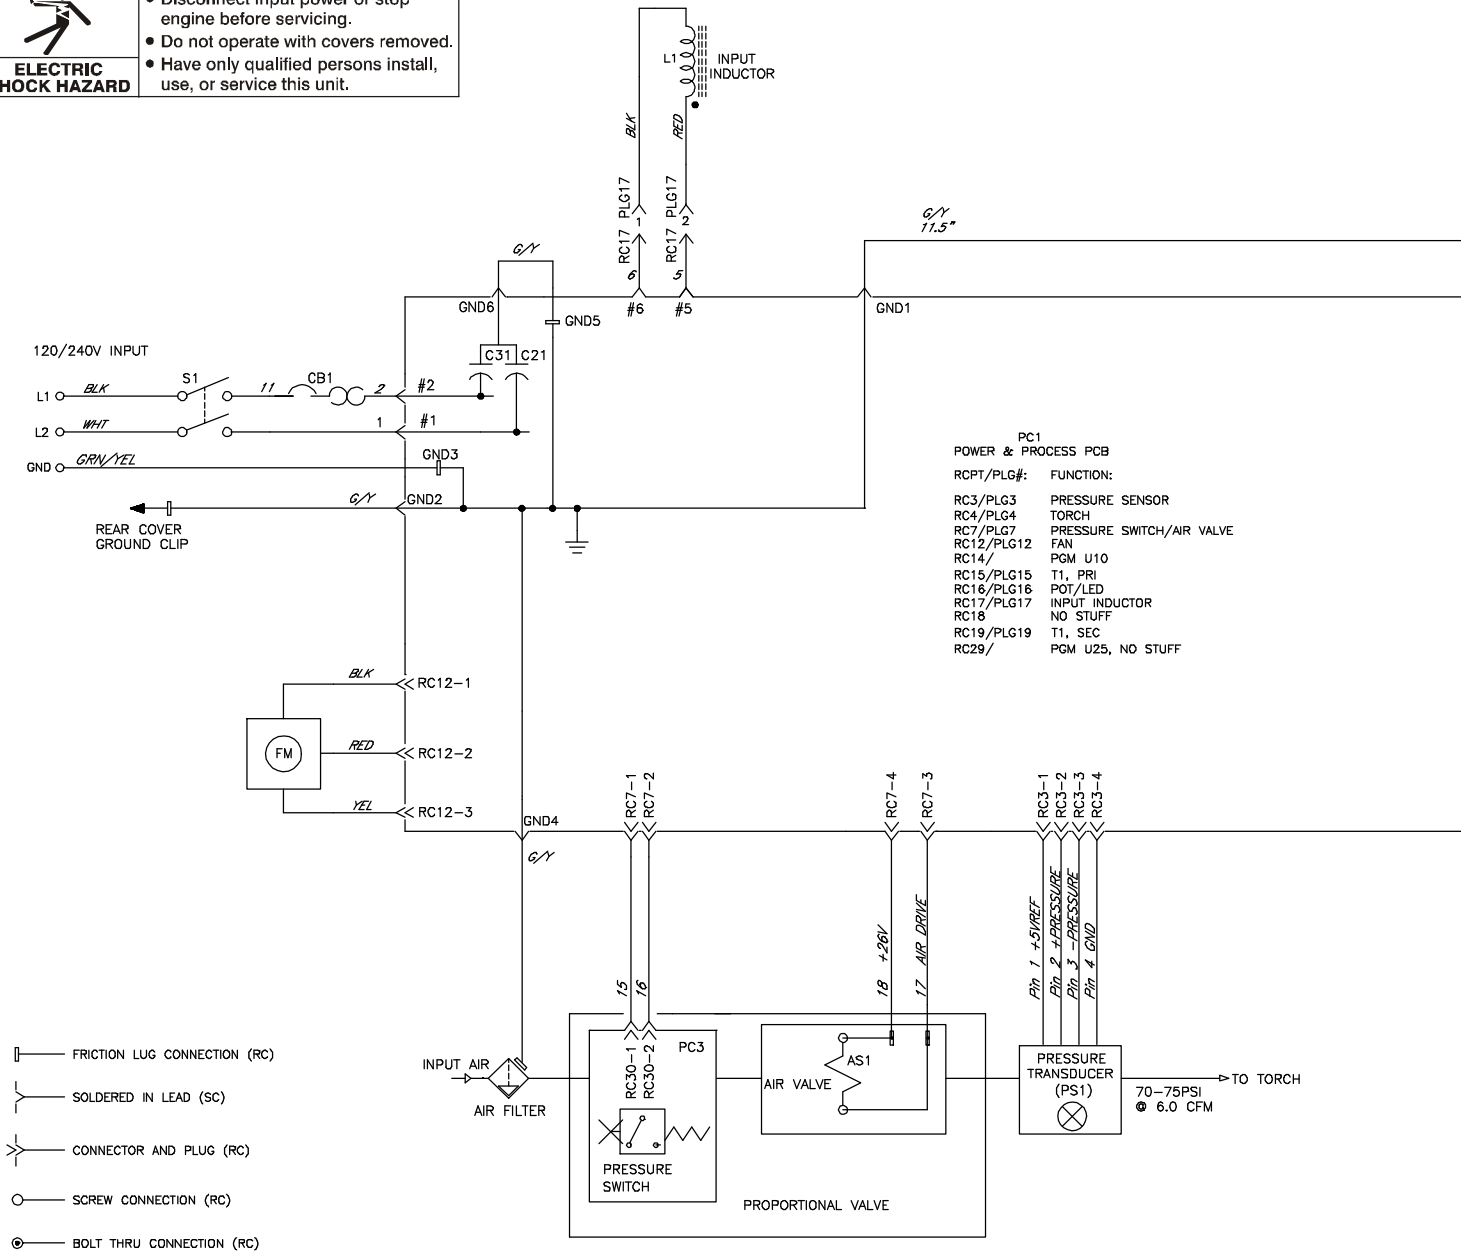 ● Disconnect input power or stop
engine before servicing.
● Do not operate with covers removed.
● Have only qualified persons install,
use, or service this unit.
ELECTRIC
HOCK HAZARD
L1
INPUT
INDUCTOR
BLK
RED
RC17 PLG17
1
RC17 PLG17
2
6
5
#6
#5
G/Y
11.5"
GND1
G/Y
GND6
GND5
C31
C21
120/240V INPUT
L1
BLK
S1
11
CB1
2
#2
L2
WHT
1
#1
GND
GRN/YEL
GND3
G/Y
GND2
REAR COVER
GROUND CLIP
PC1
POWER & PROCESS PCB
RCPT/PLG#: FUNCTION:
RC3/PLG3 PRESSURE SENSOR
RC4/PLG4 TORCH
RC7/PLG7 PRESSURE SWITCH/AIR VALVE
RC12/PLG12 FAN
RC14/ PGM U10
RC15/PLG15 T1, PRI
RC16/PLG16 POT/LED
RC17/PLG17 INPUT INDUCTOR
RC18 NO STUFF
RC19/PLG19 T1, SEC
RC29/ PGM U25, NO STUFF
BLK
RC12-1
FM
RED
RC12-2
YEL
RC12-3
GND4
G/Y
RC7-1
RC7-2
RC7-4
RC7-3
RC3-1
RC3-2
RC3-3
RC3-4
15
16
18 +26V
17 AIR DRIVE
Pin 1 +5VREF
Pin 2 +PRESSURE
Pin 3 -PRESSURE
Pin 4 GND
INPUT AIR
AIR FILTER
RC30-1
RC30-2
PC3
PRESSURE
SWITCH
AIR VALVE
AS1
PROPORTIONAL VALVE
PRESSURE
TRANSDUCER
(PS1)
TO TORCH
70-75PSI
@ 6.0 CFM
FRICTION LUG CONNECTION (RC)
SOLDERED IN LEAD (SC)
CONNECTOR AND PLUG (RC)
SCREW CONNECTION (RC)
BOLT THRU CONNECTION (RC)